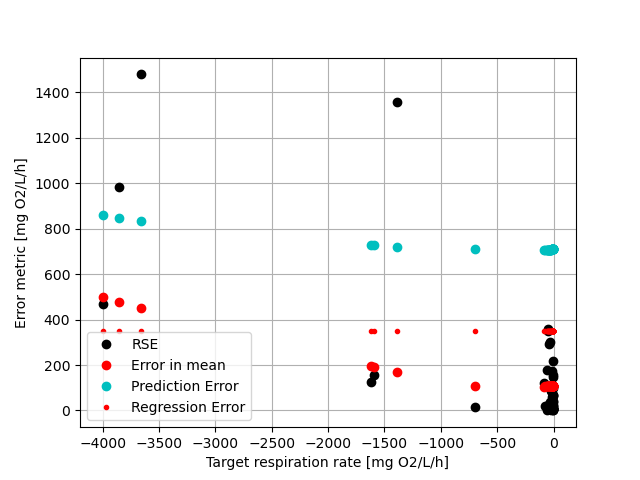 1400
1200
1000
800
600
400
200
0
Error metric [mg O2/L/h]
RSE
Error in mean
Prediction Error
Regression Error
−4000 −3500 −3000 −2500 −2000 −1500 −1000 −500 0
Target respiration rate [mg O2/L/h]